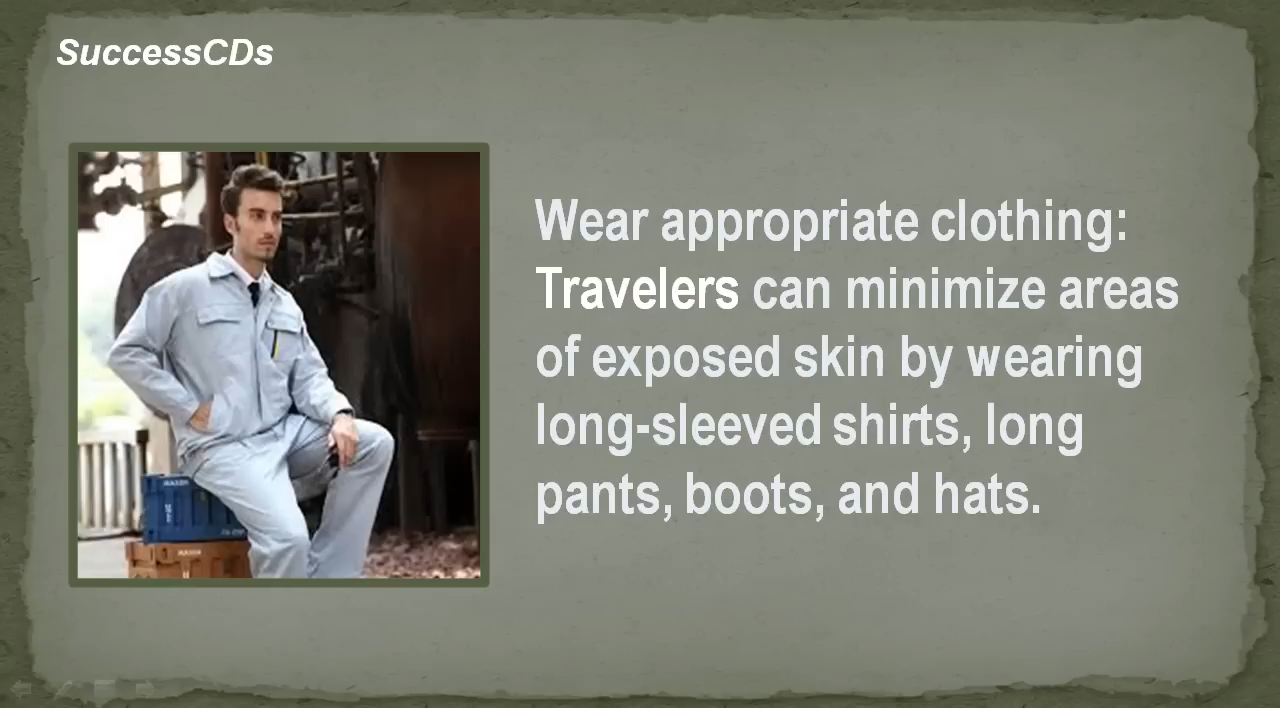 SuccessCDs
Wear appropriate clothing:
Travelers can minimize areas
of exposed skin by wearing
long-sleeved shirts, long
pants, boots, and hats.